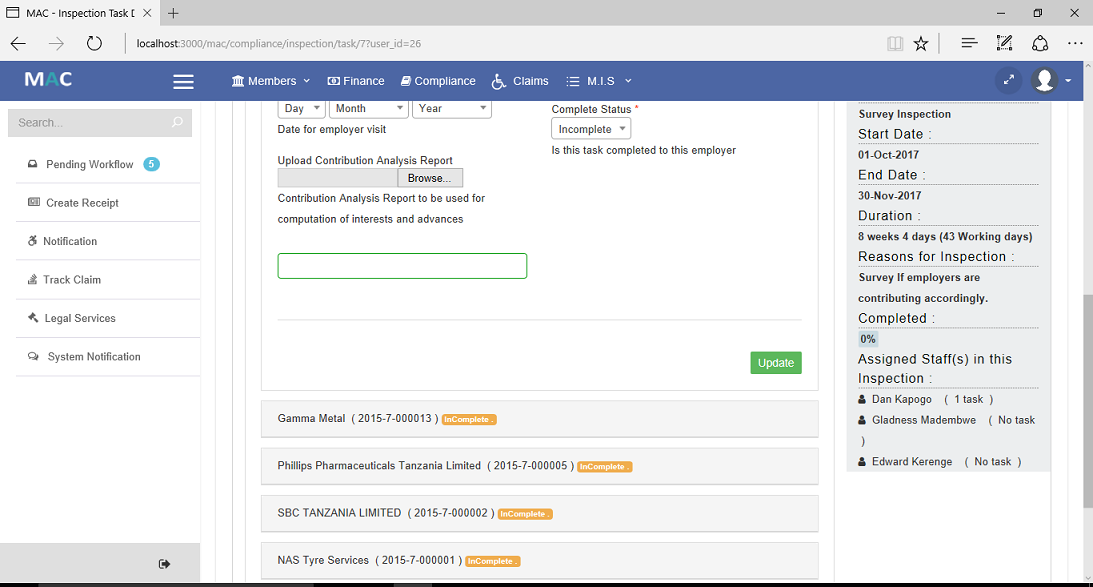 MAC - Inspection Task D
localhost:3000/mac/compliance/inspection/task/7?user_id=26
MAC
Members
Finance
Compliance
Claims
M.I.S
Search...
Pending Workflow 5
Create Receipt
Notification
Track Claim
Legal Services
System Notification
Day Month Year
Date for employer visit
Upload Contribution Analysis Report
Browse...
Contribution Analysis Report to be used for
computation of interests and advances
Complete Status *
Incomplete
Is this task completed to this employer
Update
Gamma Metal ( 2015-7-000013 ) InComplete .
Phillips Pharmaceuticals Tanzania Limited ( 2015-7-000005 ) InComplete .
SBC TANZANIA LIMITED ( 2015-7-000002 ) InComplete .
NAS Tyre Services ( 2015-7-000001 ) InComplete .
Survey Inspection
Start Date :
01-Oct-2017
End Date :
30-Nov-2017
Duration :
8 weeks 4 days (43 Working days)
Reasons for Inspection :
Survey If employers are
contributing accordingly.
Completed :
0%
Assigned Staff(s) in this
Inspection :
Dan Kapogo ( 1 task )
Gladness Madembwe ( No task
)
Edward Kerenge ( No task )